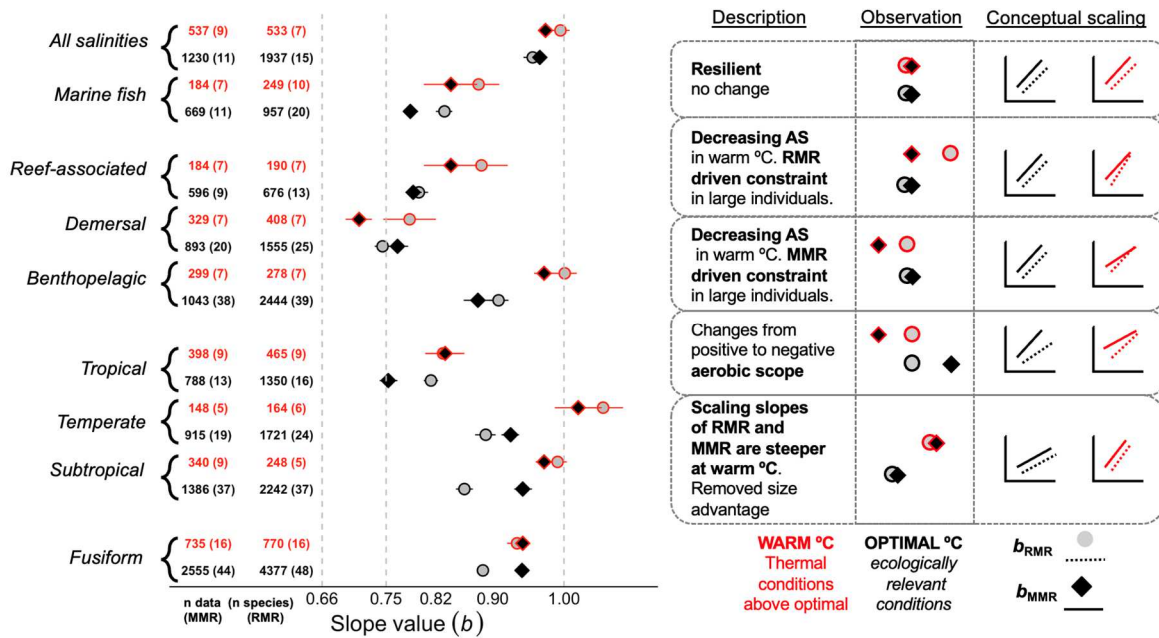 All salinities
537 (9) 533 (7)
1230 (11) 1937 (15)
Marine fish
184 (7) 249 (10)
669 (11) 957 (20)
Reef-associated
184 (7) 190 (7)
596 (9) 676 (13)
Demersal
329 (7) 408 (7)
893 (20) 1555 (25)
Benthopelagic
299 (7) 278 (7)
1043 (38) 2444 (39)
Tropical
398 (9) 465 (9)
788 (13) 1350 (16)
Temperate
148 (5) 164 (6)
915 (19) 1721 (24)
Subtropical
340 (9) 248 (5)
1386 (37) 2242 (37)
Fusiform
735 (16) 770 (16)
2555 (44) 4377 (48)
n data (n species)
(MMR) (RMR)
0.66 0.75 0.82 0.90 1.00
Slope value (b)
Description Observation Conceptual scaling
Resilient
no change
Decreasing AS
in warm ºC. RMR
driven constraint
in large individuals.
Decreasing AS
in warm ºC. MMR
driven constraint
in large individuals.
Changes from
positive to negative
aerobic scope
Scaling slopes
of RMR and
MMR are steeper
at warm ºC.
Removed size
advantage
WARM ºC
Thermal
conditions
above optimal
OPTIMAL ºC
ecologically
relevant
conditions
bRMR
bMMR